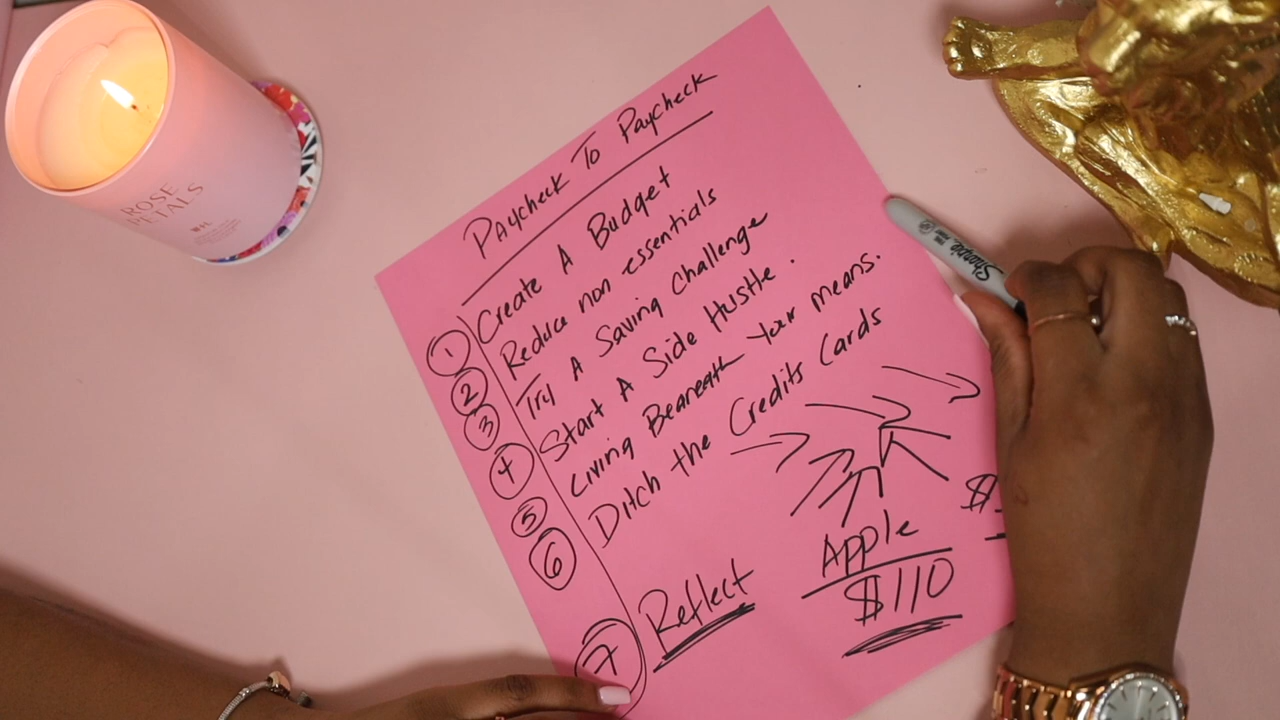 ROSE
PETALS
Paycheck To Paycheck
1 Create A Budget
2 Reduce non essentials
3 Try A Saving Challenge
4 Start A Side Hustle.
5 Living Beaneath Your means.
6 Ditch the Credits Cards
7 Reflect
Apple
$110
$
Sharpie